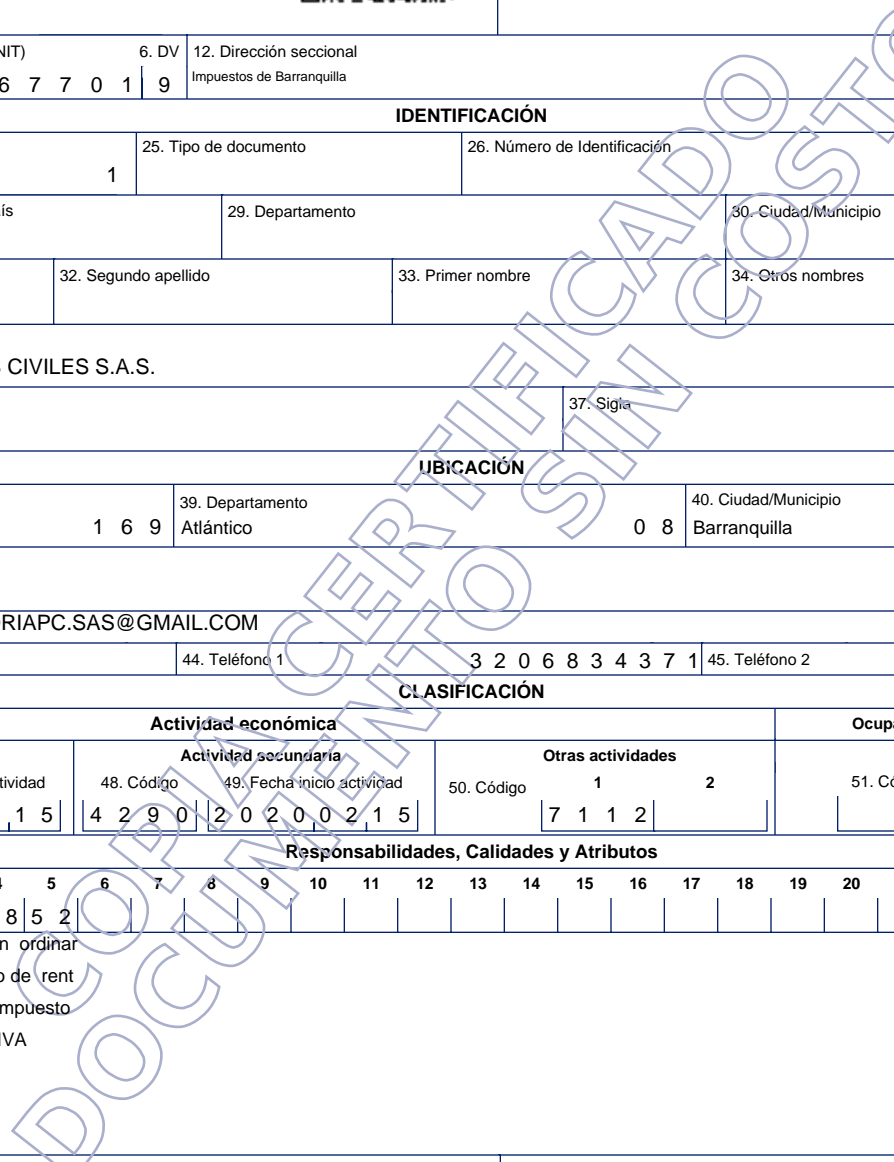 NIT) 6. DV 12. Dirección seccional
6 7 7 0 1 9 Impuestos de Barranquilla
IDENTIFICACIÓN
25. Tipo de documento 26. Número de Identificación
1
ís 29. Departamento 30. Ciudad/Municipio
32. Segundo apellido 33. Primer nombre 34. Otros nombres
CIVILES S.A.S.
37. Sigla
UBICACIÓN
39. Departamento 40. Ciudad/Municipio
1 6 9 Atlántico 0 8 Barranquilla
RIAPC.SAS@GMAIL.COM
44. Teléfono 1 3 2 0 6 8 3 4 3 7 1 45. Teléfono 2
CLASIFICACIÓN
Actividad económica Ocup
Actividad secundaria Otras actividades
tividad 48. Código 49. Fecha inicio actividad 50. Código 1 2 51. Có
1 5 4 2 9 0 2 0 2 0 0 2 1 5 7 1 1 2
Responsabilidades, Calidades y Atributos
5 6 7 8 9 10 11 12 13 14 15 16 17 18 19 20
8 5 2
n ordinar
o de rent
mpuesto
IVA
COPIA CERTIFICADO
DOCUMENTO SIN COSTO